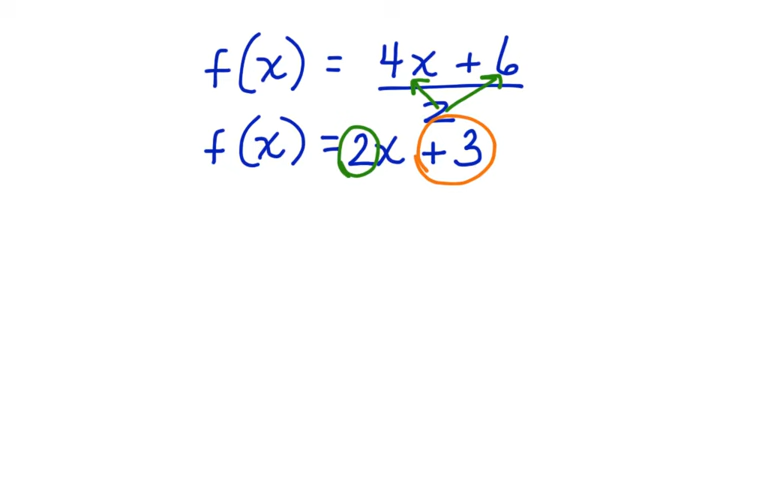 f(x) = 4x + 6
2
f(x) = 2x + 3